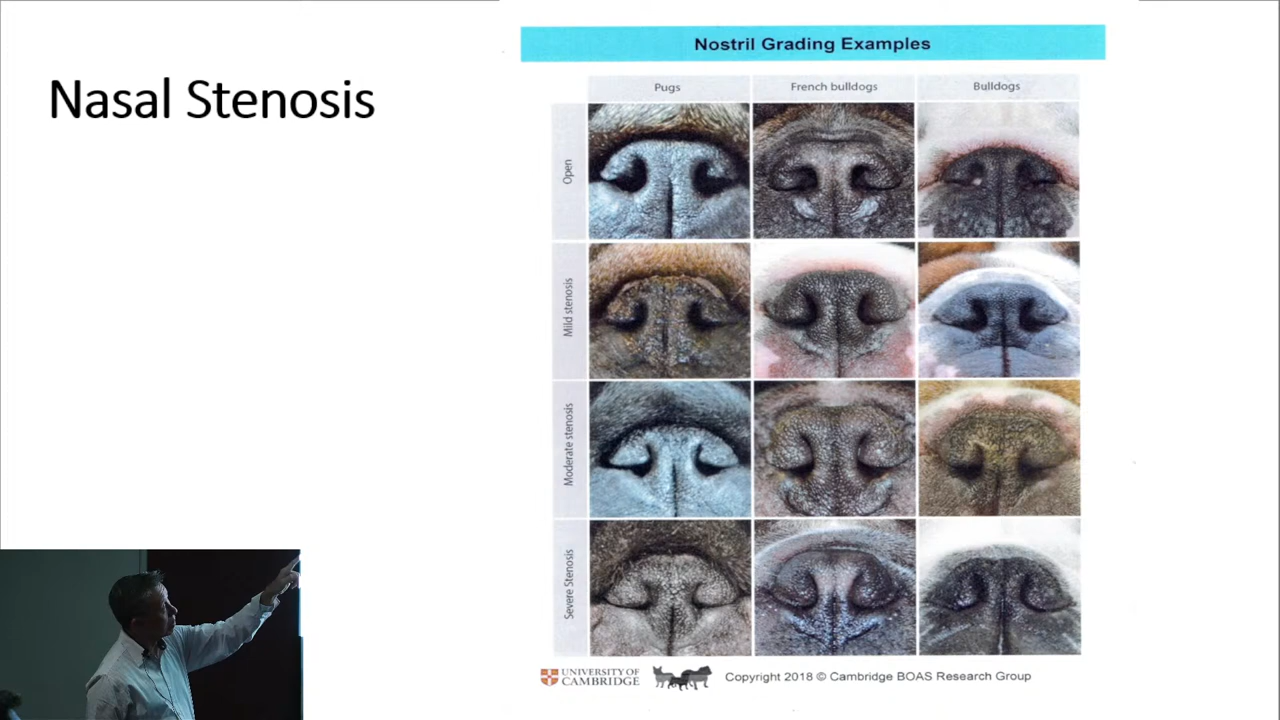 Nasal Stenosis
Nostril Grading Examples
Pugs French bulldogs Bulldogs
Open
Mild stenosis
Moderate stenosis
Severe Stenosis
UNIVERSITY OF
CAMBRIDGE
Copyright 2018 © Cambridge BOAS Research Group